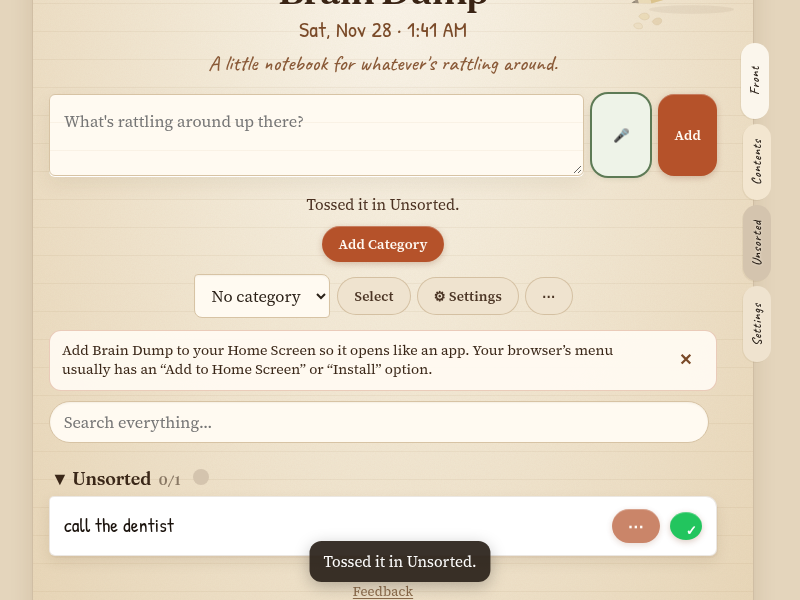 Brain Dump
Sat, Nov 28 · 1:41 AM
A little notebook for whatever's rattling around.
What's rattling around up there?
Add
Tossed it in Unsorted.
Add Category
No category
Select
⚙ Settings
···
Add Brain Dump to your Home Screen so it opens like an app. Your browser’s menu
usually has an “Add to Home Screen” or “Install” option.
×
Search everything…
▼ Unsorted 0/1
call the dentist
···
✓
Tossed it in Unsorted.
Feedback
Front
Contents
Unsorted
Settings